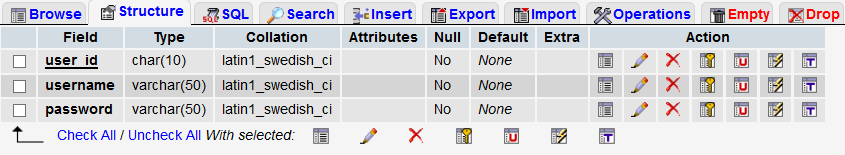 Browse Structure SQL Search Insert Export Import Operations Empty Drop
Field Type Collation Attributes Null Default Extra Action
user_id char(10) latin1_swedish_ci No None
username varchar(50) latin1_swedish_ci No None
password varchar(50) latin1_swedish_ci No None
Check All / Uncheck All With selected: